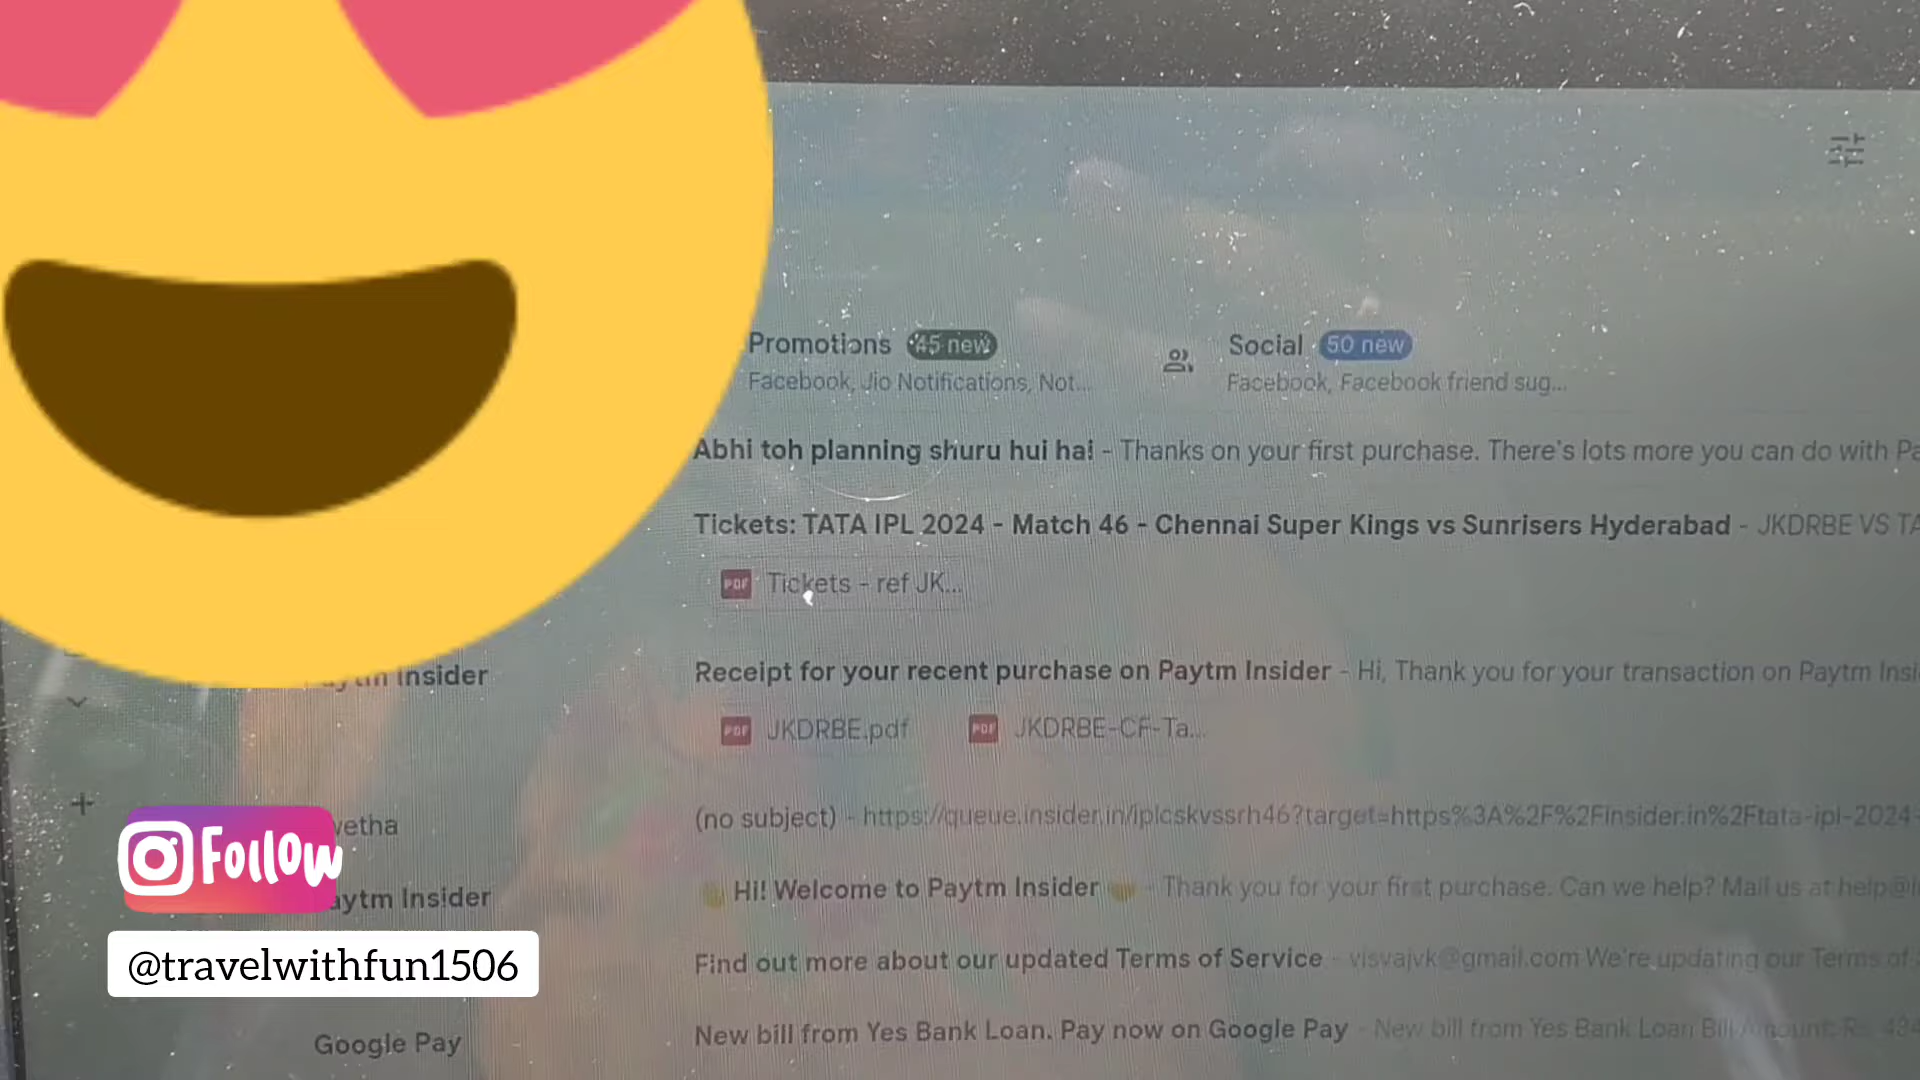 Promotions 45 new
Social 50 new
Facebook, Jio Notifications, Not...
Facebook, Facebook friend sug...
Abhi toh planning shuru hui hai - Thanks on your first purchase. There's lots more you can do with
Tickets: TATA IPL 2024 - Match 46 - Chennai Super Kings vs Sunrisers Hyderabad - JKDRBE VS
PDF Tickets - ref JK...
Insider
Receipt for your recent purchase on Paytm Insider - Hi, Thank you for your transaction on Paytm
PDF JKDRBE.pdf
PDF JKDRBE-CF-Ta...
(no subject) - https://queue.insider.in/iplcskvssrh46?target=https%3A%2F%2Finsider.in%2Ftata-ipl-2024-
Follow
aytm Insider
Hi! Welcome to Paytm Insider - Thank you for your first purchase. Can we help? Mail us at
@travelwithfun1506
Find out more about our updated Terms of Service - visvajvk@gmail.com We're updating our Terms of
Google Pay
New bill from Yes Bank Loan. Pay now on Google Pay - New bill from Yes Bank Loan Bill Amount: